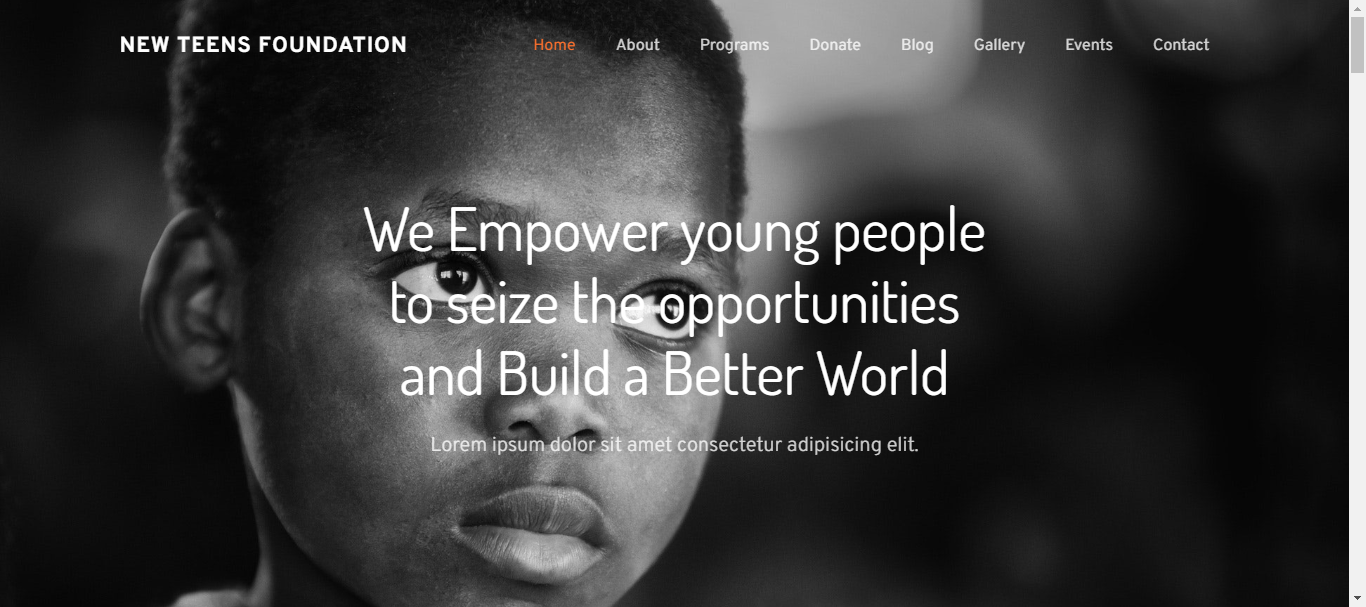 NEW TEENS FOUNDATION
Home About Programs Donate Blog Gallery Events Contact
We Empower young people
to seize the opportunities
and Build a Better World
Lorem ipsum dolor sit amet consectetur adipisicing elit.